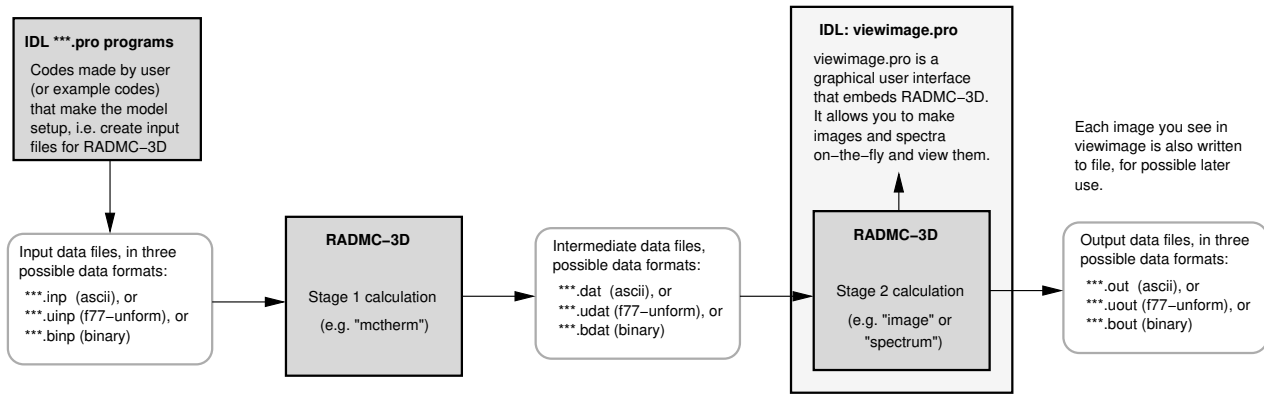 IDL ***.pro programs
Codes made by user
(or example codes)
that make the model
setup, i.e. create input
files for RADMC−3D
Input data files, in three
possible data formats:
***.inp (ascii), or
***.uinp (f77−unform), or
***.binp (binary)
RADMC−3D
Stage 1 calculation
(e.g. "mctherm")
Intermediate data files,
possible data formats:
***.dat (ascii), or
***.udat (f77−unform), or
***.bdat (binary)
IDL: viewimage.pro
viewimage.pro is a
graphical user interface
that embeds RADMC−3D.
It allows you to make
images and spectra
on−the−fly and view them.
RADMC−3D
Stage 2 calculation
(e.g. "image" or
"spectrum")
Each image you see in
viewimage is also written
to file, for possible later
use.
Output data files, in three
possible data formats:
***.out (ascii), or
***.uout (f77−unform), or
***.bout (binary)